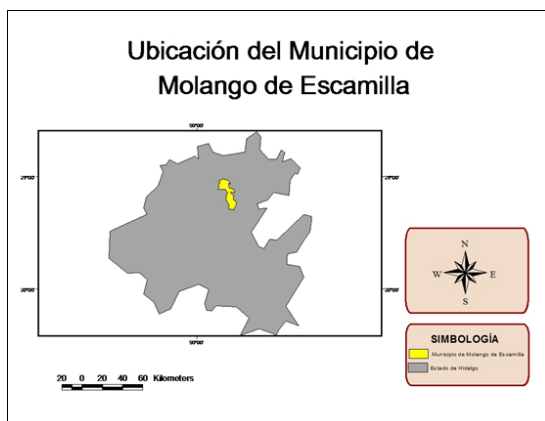 Ubicación del Municipio de
Molango de Escamilla
N
W E
S
SIMBOLOGÍA
Municipio de Molango de Escamilla
Estado de Hidalgo
20 0 20 40 60 Kilometers